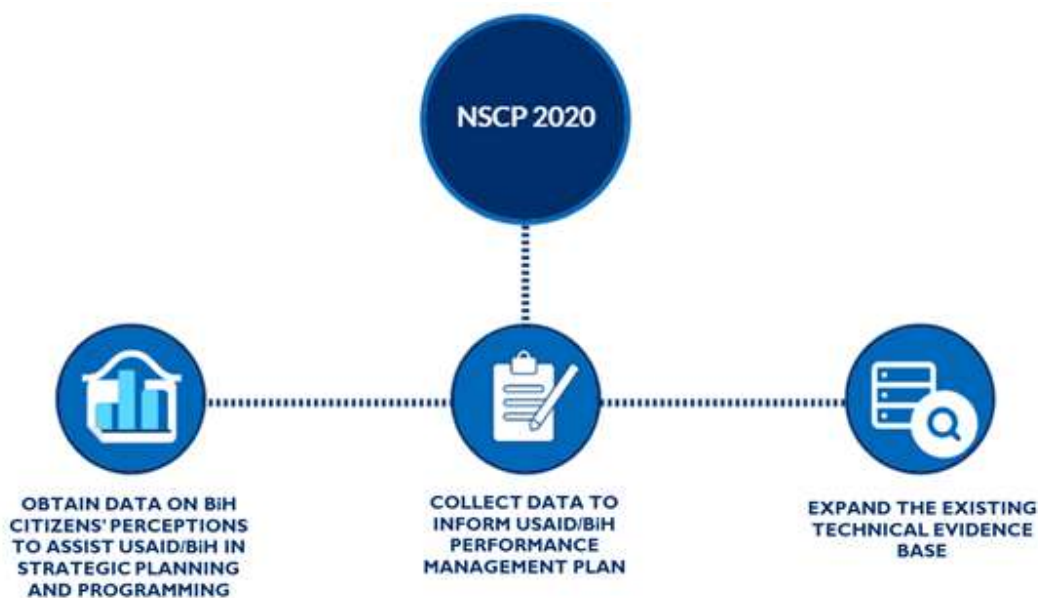 NSCP 2020
OBTAIN DATA ON BiH
CITIZENS' PERCEPTIONS
TO ASSIST USAID/BiH IN
STRATEGIC PLANNING
AND PROGRAMMING
COLLECT DATA TO
INFORM USAID/BiH
PERFORMANCE
MANAGEMENT PLAN
EXPAND THE EXISTING
TECHNICAL EVIDENCE
BASE